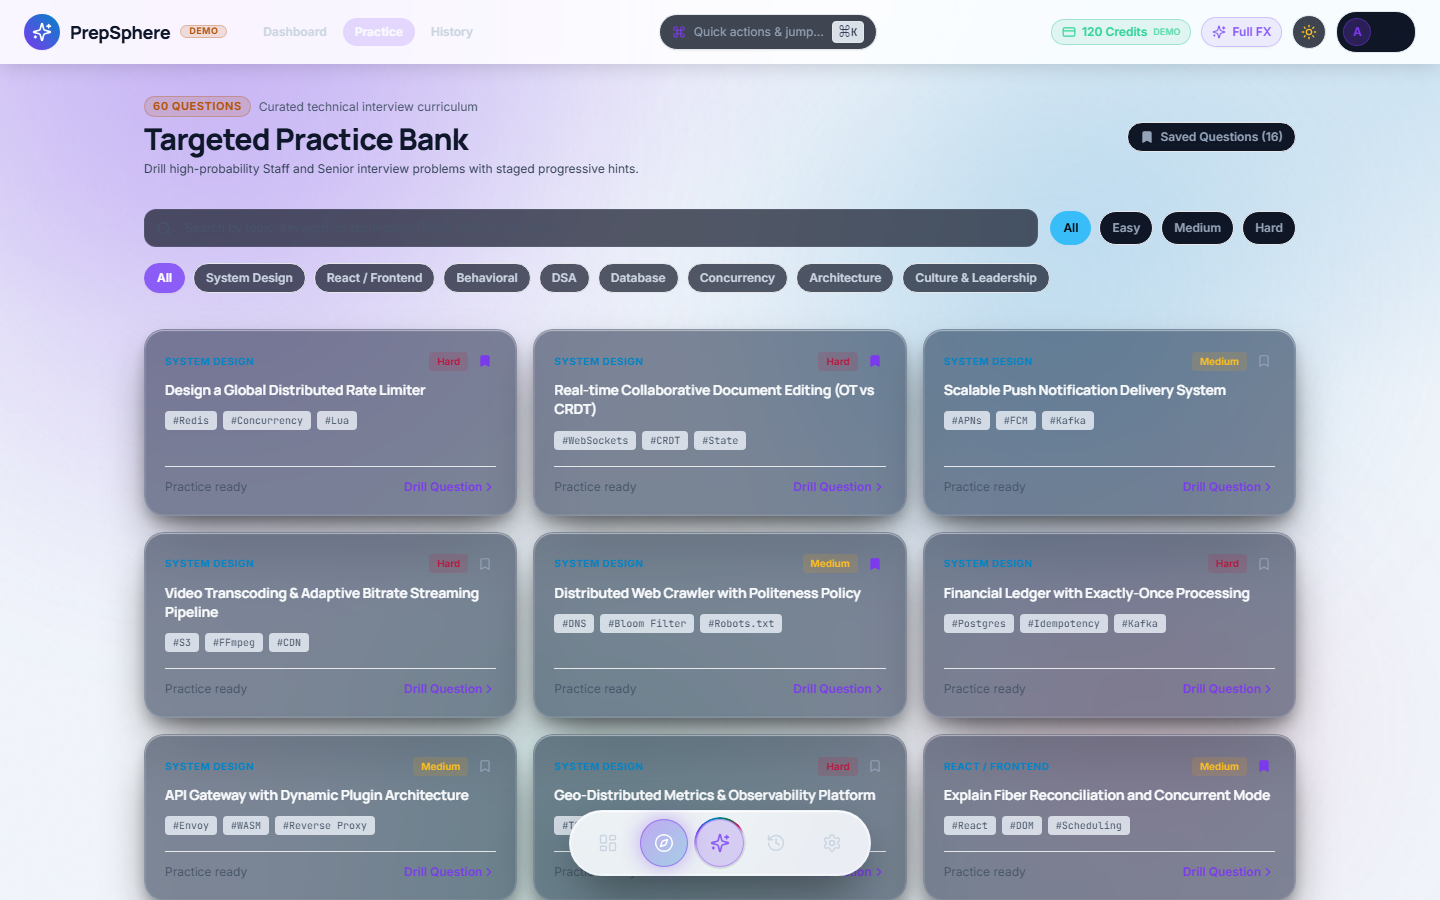 PrepSphere DEMO Dashboard Practice History Quick actions & jump... ⌘K 120 Credits DEMO Full FX A
60 QUESTIONS Curated technical interview curriculum
Targeted Practice Bank
Saved Questions (16)
Drill high-probability Staff and Senior interview problems with staged progressive hints.
Search by topic, keyword
All Easy Medium Hard
All System Design React / Frontend Behavioral DSA Database Concurrency Architecture Culture & Leadership
SYSTEM DESIGN Hard
Design a Global Distributed Rate Limiter
#Redis #Concurrency #Lua
Practice ready Drill Question
SYSTEM DESIGN Hard
Real-time Collaborative Document Editing (OT vs
CRDT)
#WebSockets #CRDT #State
Practice ready Drill Question
SYSTEM DESIGN Medium
Scalable Push Notification Delivery System
#APNs #FCM #Kafka
Practice ready Drill Question
SYSTEM DESIGN Hard
Video Transcoding & Adaptive Bitrate Streaming
Pipeline
#S3 #FFmpeg #CDN
Practice ready Drill Question
SYSTEM DESIGN Medium
Distributed Web Crawler with Politeness Policy
#DNS #Bloom Filter #Robots.txt
Practice ready Drill Question
SYSTEM DESIGN Hard
Financial Ledger with Exactly-Once Processing
#Postgres #Idempotency #Kafka
Practice ready Drill Question
SYSTEM DESIGN Medium
API Gateway with Dynamic Plugin Architecture
#Envoy #WASM #Reverse Proxy
Practice ready Drill Question
SYSTEM DESIGN Hard
Geo-Distributed Metrics & Observability Platform
REACT / FRONTEND Medium
Explain Fiber Reconciliation and Concurrent Mode
#React #DOM #Scheduling
Practice ready Drill Question